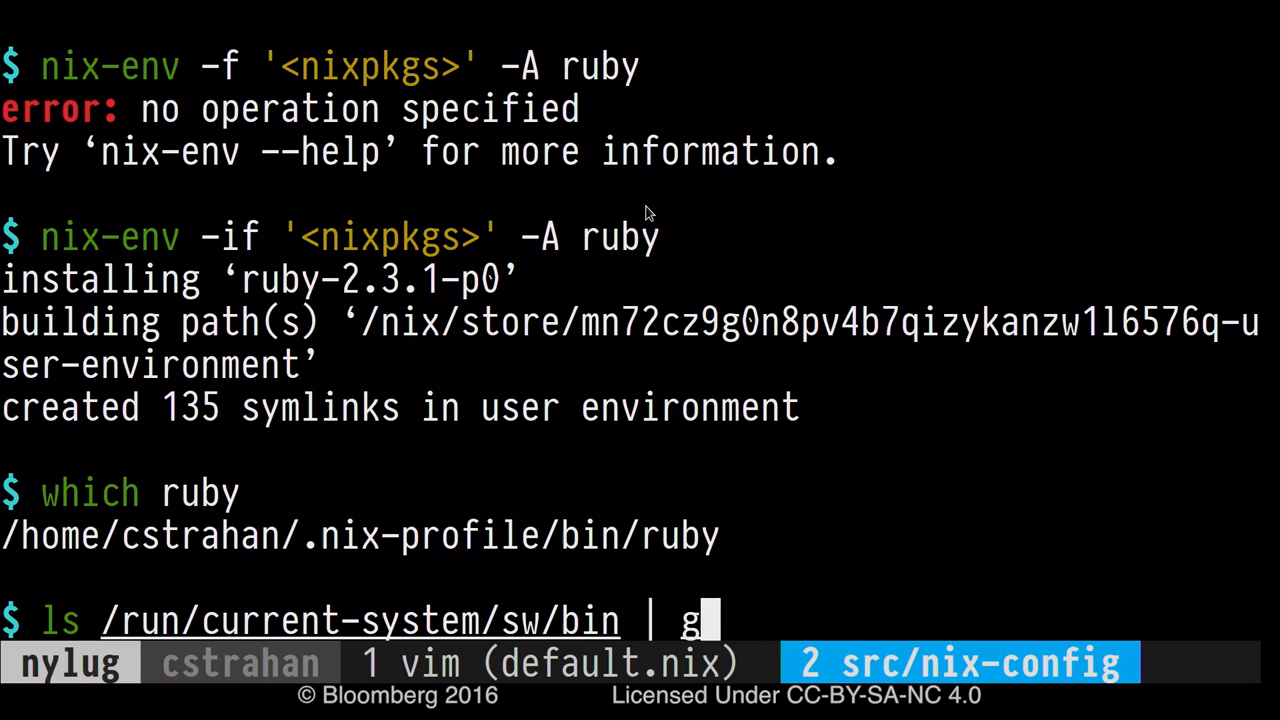 $ nix-env -f '<nixpkgs>' -A ruby
error: no operation specified
Try ‘nix-env --help’ for more information.
$ nix-env -if '<nixpkgs>' -A ruby
installing ‘ruby-2.3.1-p0’
building path(s) ‘/nix/store/mn72cz9g0n8pv4b7qizykanzw1l6576q-u
ser-environment’
created 135 symlinks in user environment
$ which ruby
/home/cstrahan/.nix-profile/bin/ruby
$ ls /run/current-system/sw/bin | g
nylug cstrahan 1 vim (default.nix) 2 src/nix-config
© Bloomberg 2016 Licensed Under CC-BY-SA-NC 4.0